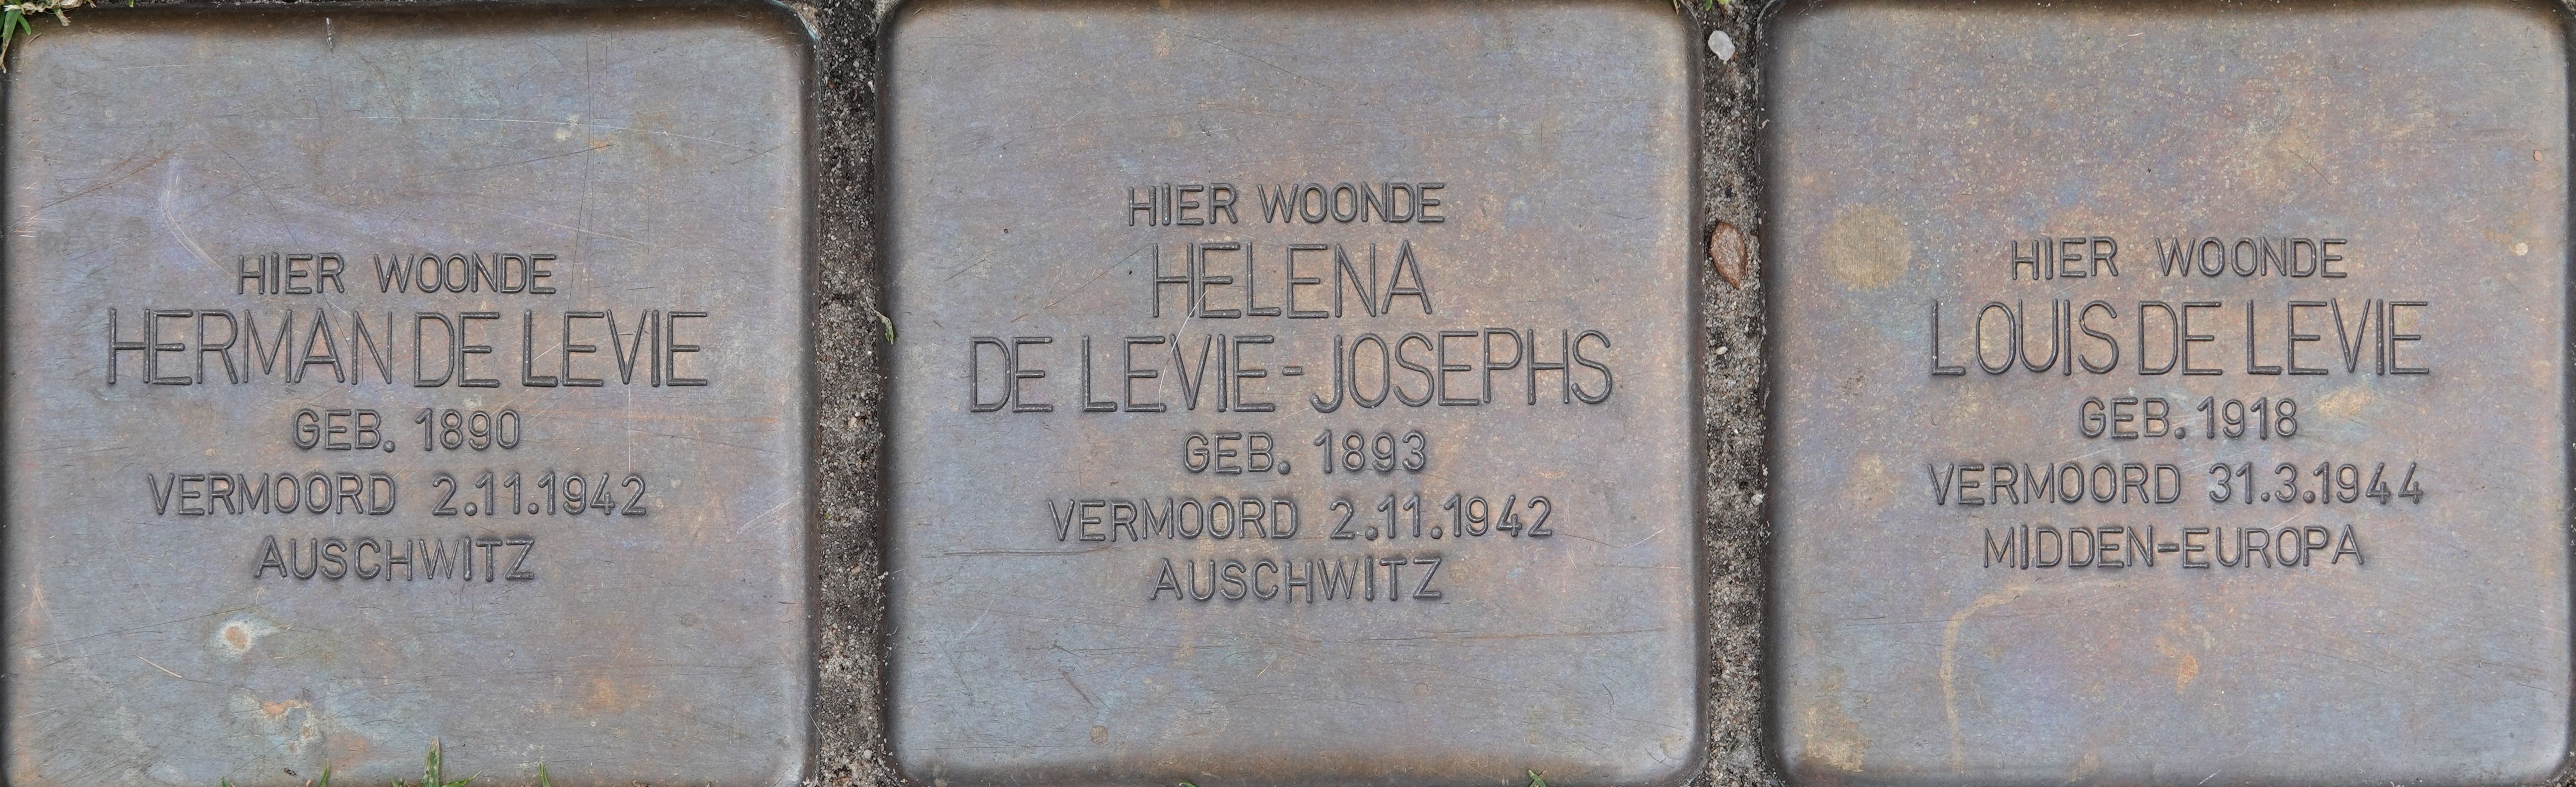 HIER WOONDE
HERMAN DE LEVIE
GEB. 1890
VERMOORD 2.11.1942
AUSCHWITZ
HIER WOONDE
HELENA
DE LEVIE-JOSEPHS
GEB. 1893
VERMOORD 2.11.1942
AUSCHWITZ
HIER WOONDE
LOUIS DE LEVIE
GEB. 1918
VERMOORD 31.3.1944
MIDDEN-EUROPA